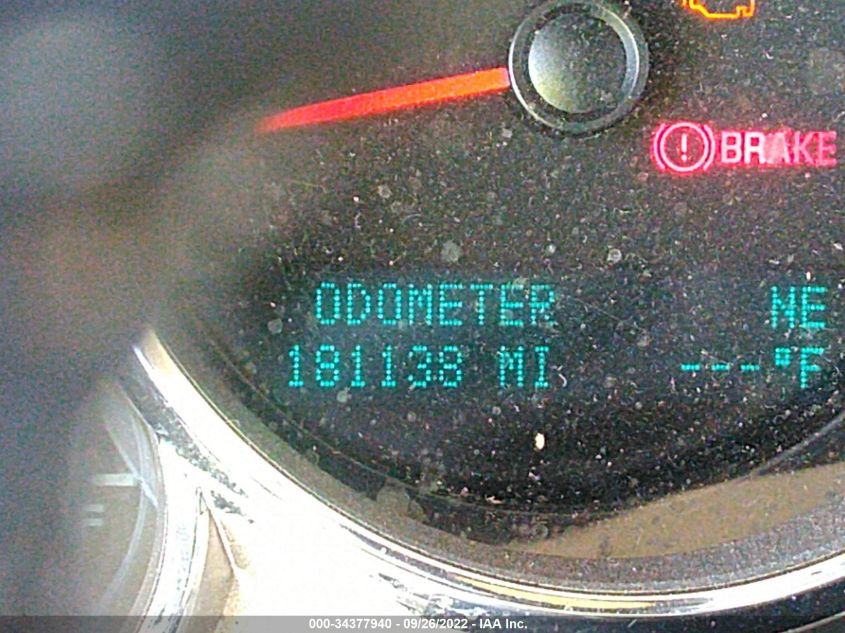 BRAKE
ODOMETER NE
181138 MI ---°F
000-34377940 - 09/26/2022 - IAA Inc.